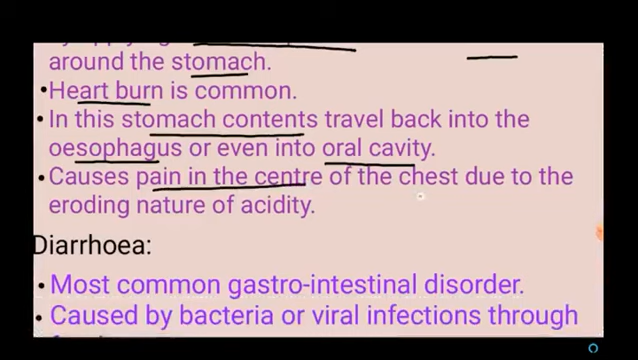 around the stomach.
•Heart burn is common.
• In this stomach contents travel back into the
oesophagus or even into oral cavity.
• Causes pain in the centre of the chest due to the
eroding nature of acidity.
Diarrhoea:
• Most common gastro-intestinal disorder.
• Caused by bacteria or viral infections through